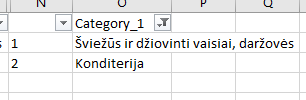 N O P Q
Category_1
1 Šviežūs ir džiovinti vaisiai, daržovės
2 Konditerija